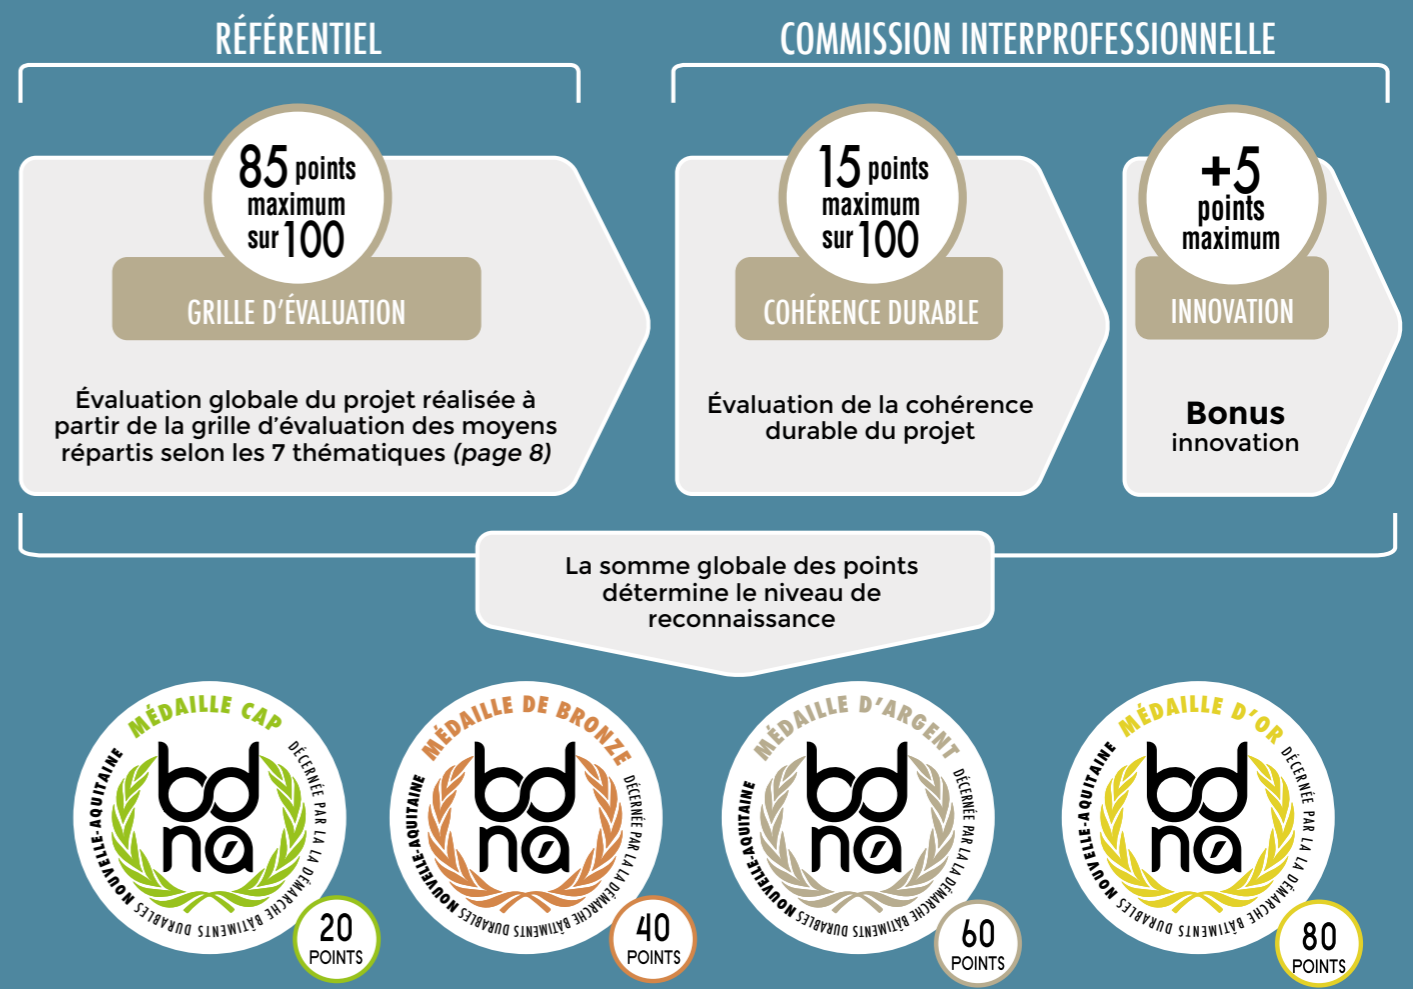 RÉFÉRENTIEL
COMMISSION INTERPROFESSIONNELLE
85 points
maximum
sur 100
GRILLE D'ÉVALUATION
Évaluation globale du projet réalisée à
partir de la grille d'évaluation des moyens
répartis selon les 7 thématiques (page 8)
15 points
maximum
sur 100
COHÉRENCE DURABLE
Évaluation de la cohérence
durable du projet
+5
points
maximum
INNOVATION
Bonus
innovation
La somme globale des points
détermine le niveau de
reconnaissance
MÉDAILLE CAP
DÉCERNÉE PAR LA LA DÉMARCHE BÂTIMENTS DURABLES NOUVELLE-AQUITAINE
bd
na
20
POINTS
MÉDAILLE DE BRONZE
DÉCERNÉE PAR LA LA DÉMARCHE BÂTIMENTS DURABLES NOUVELLE-AQUITAINE
bd
na
40
POINTS
MÉDAILLE D'ARGENT
DÉCERNÉE PAR LA LA DÉMARCHE BÂTIMENTS DURABLES NOUVELLE-AQUITAINE
bd
na
60
POINTS
MÉDAILLE D'OR
DÉCERNÉE PAR LA LA DÉMARCHE BÂTIMENTS DURABLES NOUVELLE-AQUITAINE
bd
na
80
POINTS